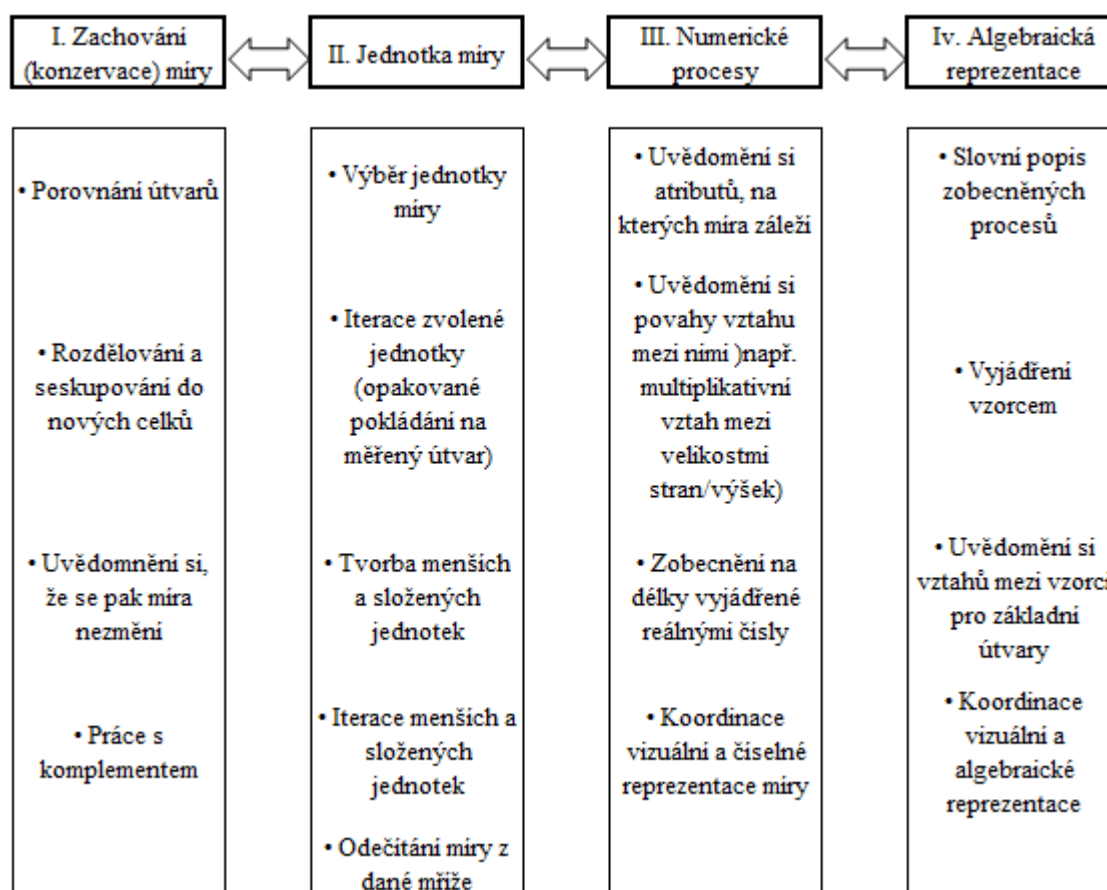 I. Zachování
(konzervace) míry
II. Jednotka míry
III. Numerické
procesy
Iv. Algebraická
reprezentace
• Porovnání útvarů
• Rozdělování a
seskupování do
nových celků
• Uvědomnění si,
že se pak míra
nezmění
• Práce s
komplementem
• Výběr jednotky
míry
• Iterace zvolené
jednotky
(opakované
pokládání na
měřený útvar)
• Tvorba menších
a složených
jednotek
• Iterace menších a
složených
jednotek
• Odečítání míry z
dané mříže
• Uvědomění si
atributů, na
kterých míra záleží
• Uvědomění si
povahy vztahu
mezi nimi )např.
multiplikativní
vztah mezi
velikostmi
stran/výšek)
• Zobecnění na
délky vyjádřené
reálnými čísly
• Koordinace
vizuální a číselné
reprezentace míry
• Slovní popis
zobecněných
procesů
• Vyjádření
vzorcem
• Uvědomění si
vztahů mezi vzorci
pro základní
útvary
• Koordinace
vizuální a
algebraické
reprezentace